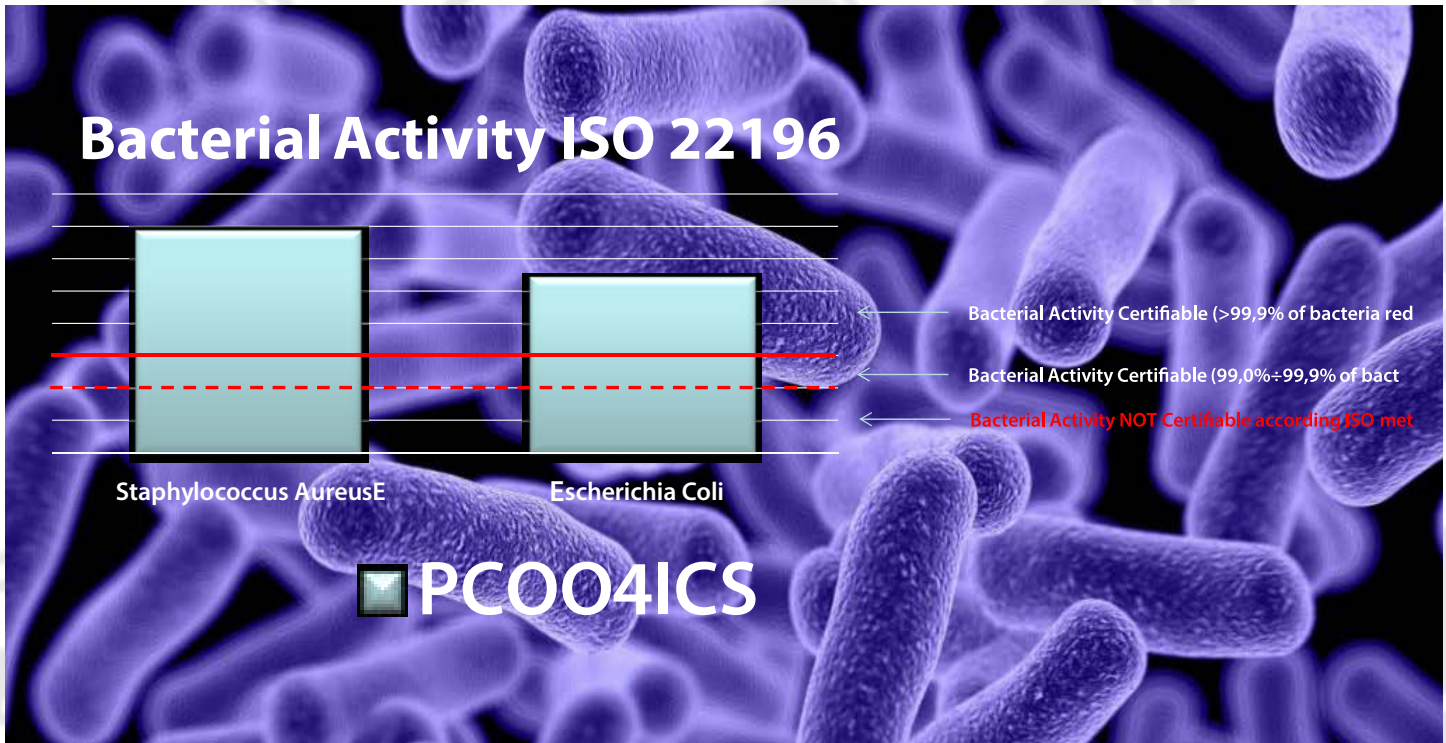 Bacterial Activity ISO 22196
Bacterial Activity Certifiable (>99,9% of bacteria red
Bacterial Activity Certifiable (99,0%÷99,9% of bact
Bacterial Activity NOT Certifiable according ISO met
Staphylococcus AureusE
Escherichia Coli
PCOO4ICS